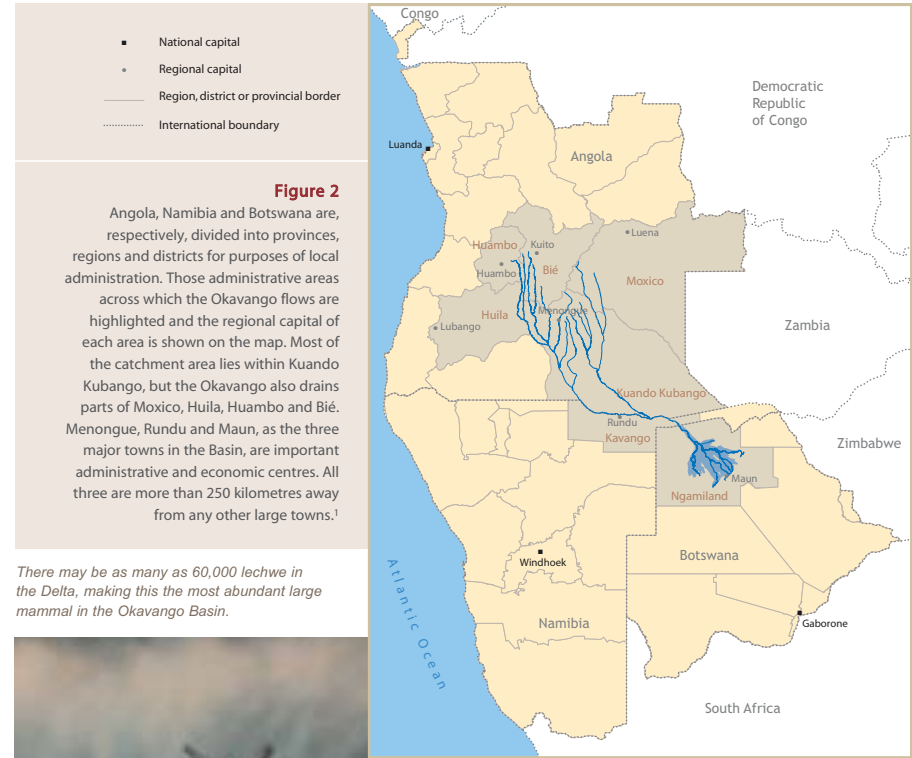 National capital
Regional capital
Region, district or provincial border
International boundary
Figure 2
Angola, Namibia and Botswana are,
respectively, divided into provinces,
regions and districts for purposes of local
administration. Those administrative areas
across which the Okavango flows are
highlighted and the regional capital of
each area is shown on the map. Most of
the catchment area lies within Kuando
Kubango, but the Okavango also drains
parts of Moxico, Huila, Huambo and Bié.
Menongue, Rundu and Maun, as the three
major towns in the Basin, are important
administrative and economic centres. All
three are more than 250 kilometres away
from any other large towns.¹
There may be as many as 60,000 lechwe in
the Delta, making this the most abundant large
mammal in the Okavango Basin.
Congo
Democratic
Republic
of Congo
Luanda
Angola
Luena
Huambo
Kuito
Huambo
Bié
Moxico
Huila
Menongue
Lubango
Zambia
Kuando Kubango
Rundu
Kavango
Zimbabwe
Maun
Ngamiland
Botswana
Windhoek
Atlantic Ocean
Namibia
Gaborone
South Africa